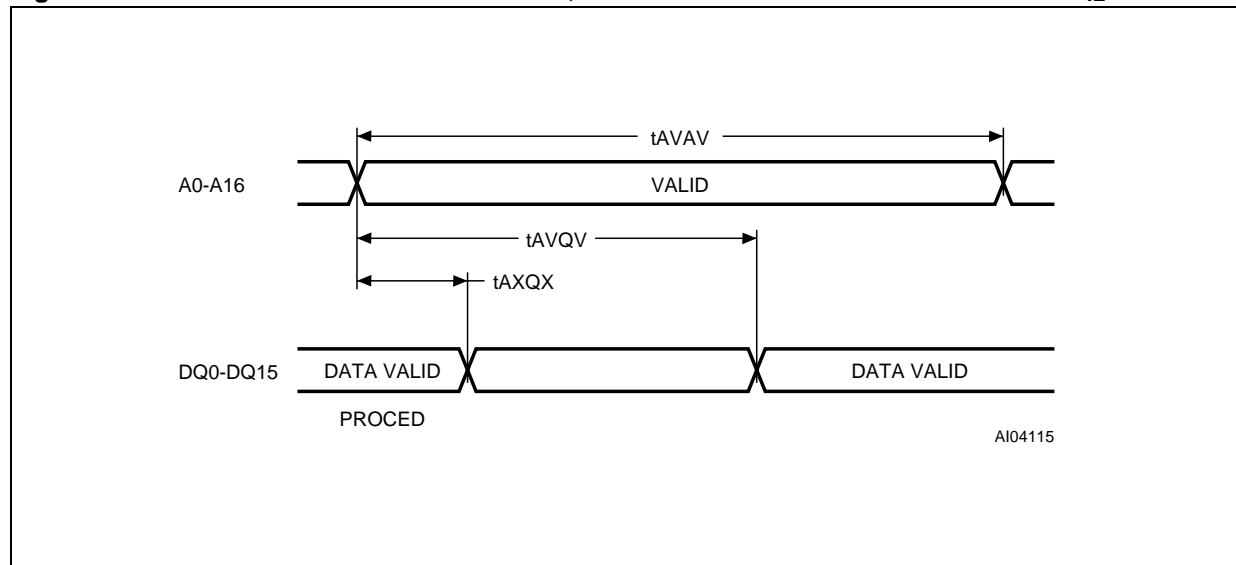 tAVAV
A0-A16 VALID
tAVQV
tAXQX
DQ0-DQ15 DATA VALID DATA VALID
PROCED
AI04115